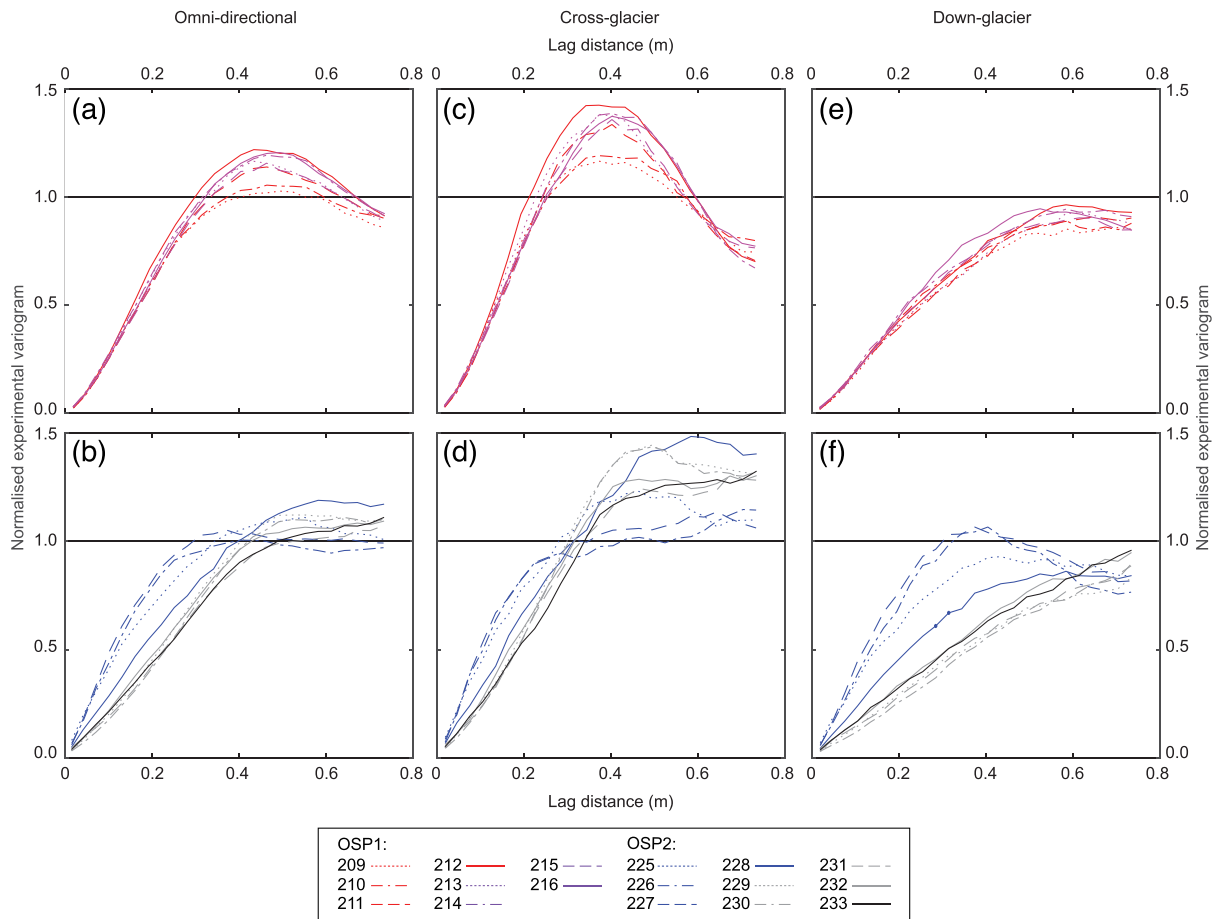 Omni-directional Cross-glacier Down-glacier
Lag distance (m)
0 0.2 0.4 0.6 0.8 0 0.2 0.4 0.6 0.8 0 0.2 0.4 0.6 0.8
1.5 (a) (c) (e)
1.0 1.0
0.5 0.5
0.0 0.0
1.5 (b) (d) (f) 1.5
1.0 1.0
0.5 0.5
0.0 0.0
Normalised experimental variogram
Normalised experimental variogram
0 0.2 0.4 0.6 0.8 0 0.2 0.4 0.6 0.8 0 0.2 0.4 0.6 0.8
Lag distance (m)
OSP1: OSP2:
209 212 215 225 228 231
210 213 216 226 229 232
211 214 227 230 233